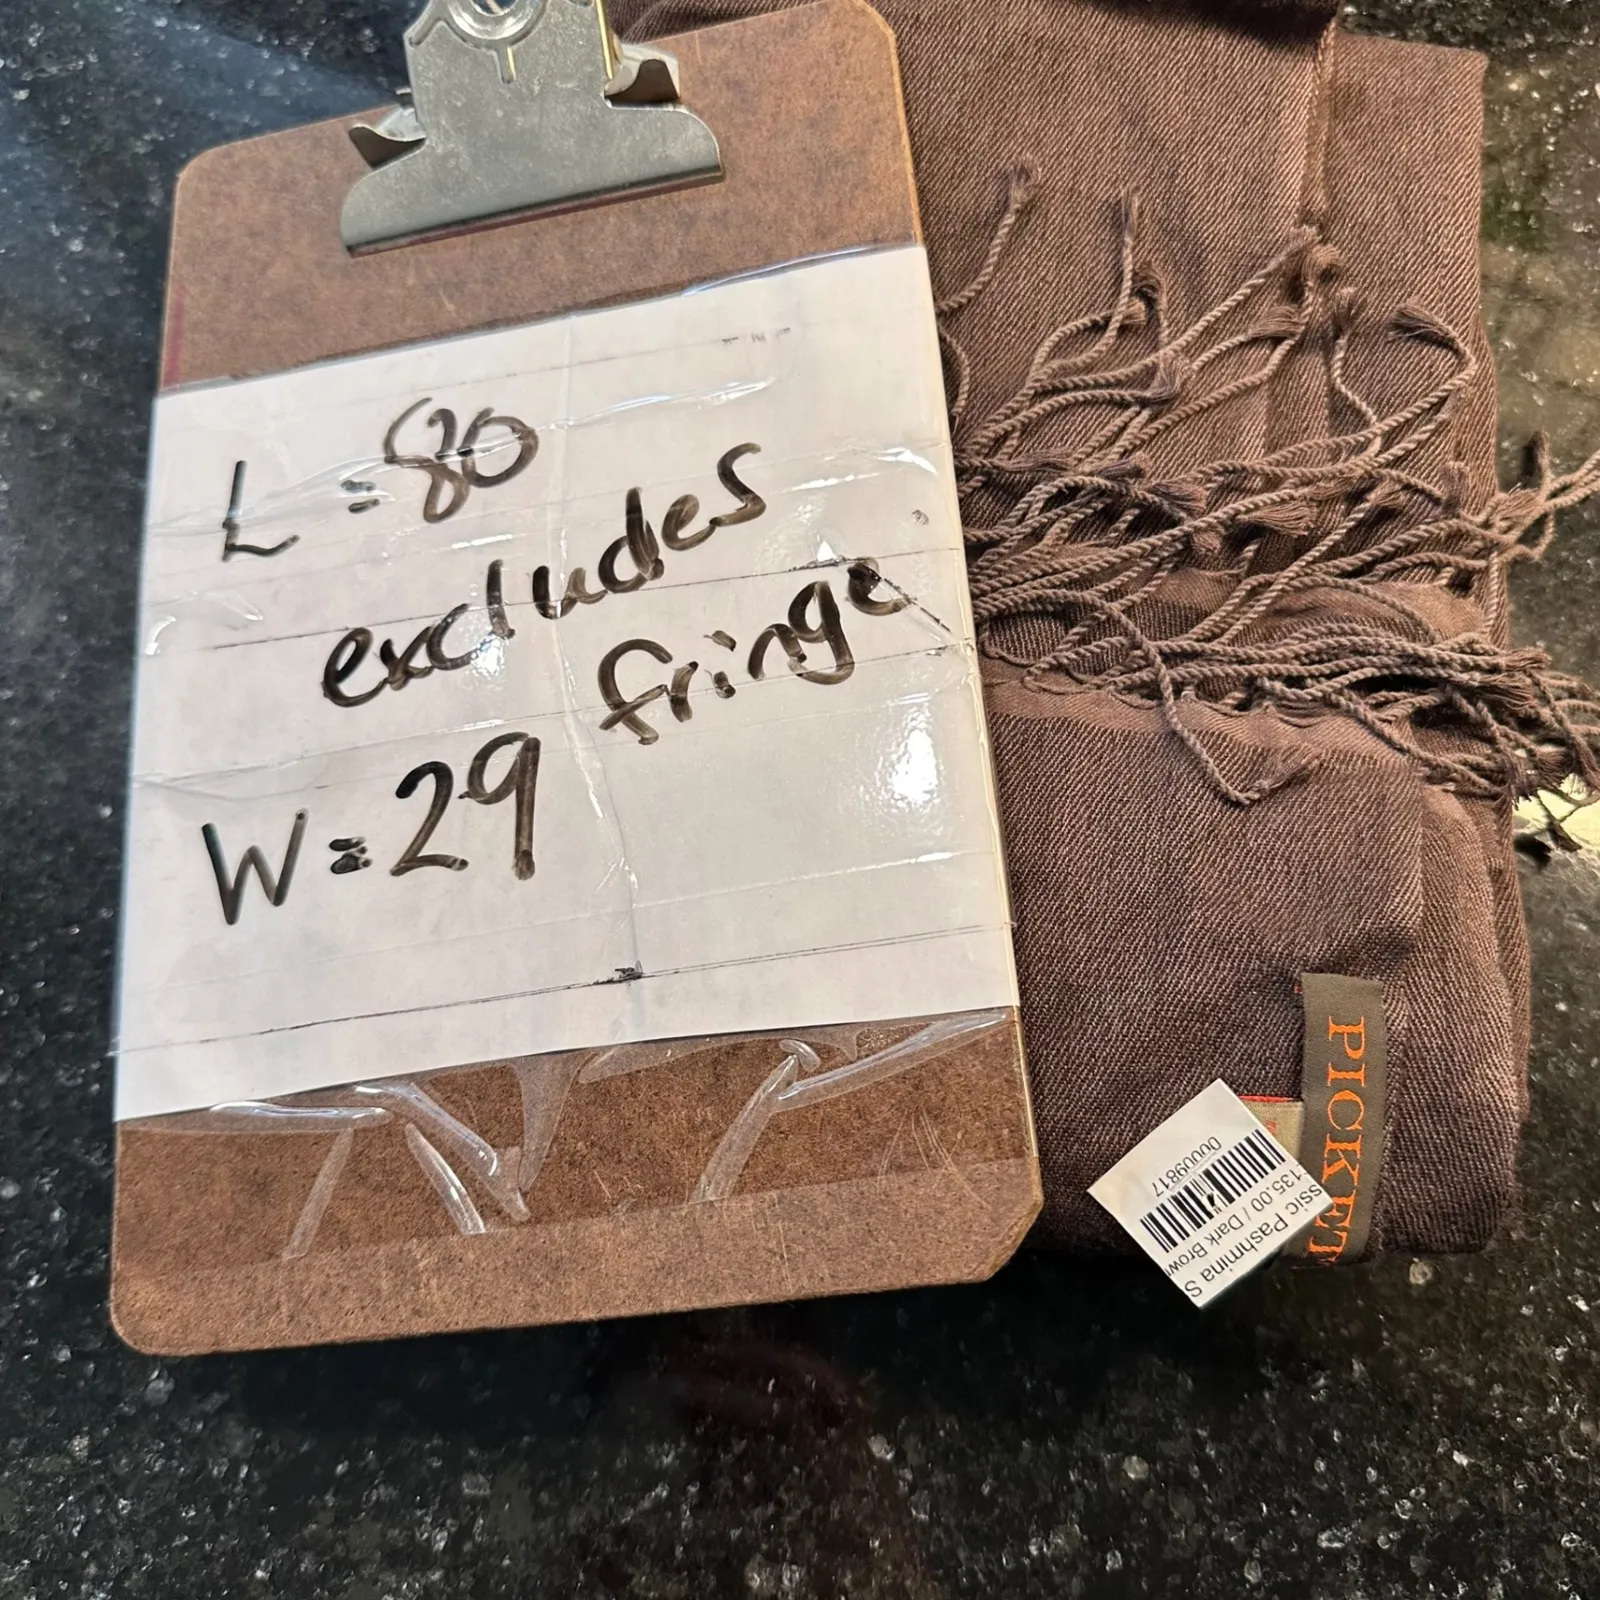 L = 80
excludes
fringe
W = 29
PICKET
ssic Pashmina S
135.00 / Dark Brow
00009817